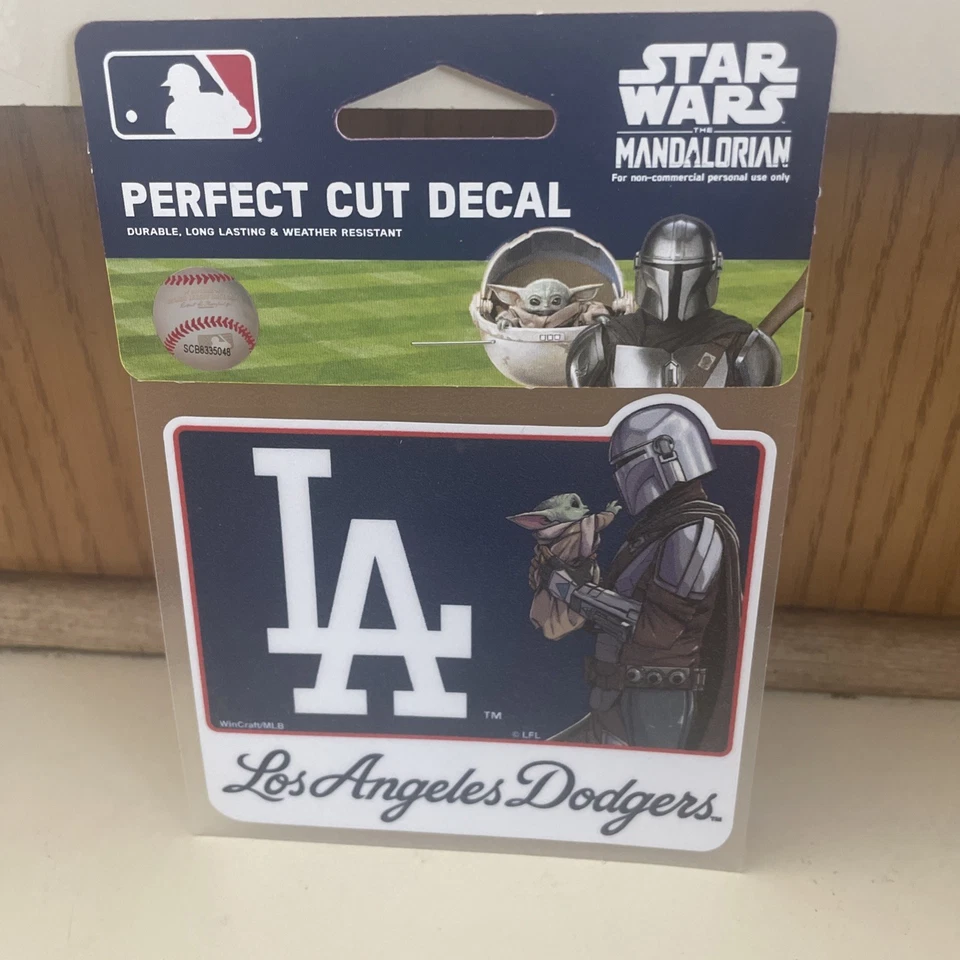 STAR
WARS
THE
MANDALORIAN
For non-commercial personal use only
PERFECT CUT DECAL
DURABLE, LONG LASTING & WEATHER RESISTANT
SCB8335048
LA
TM
WinCraft/MLB
© LFL
Los Angeles Dodgers™